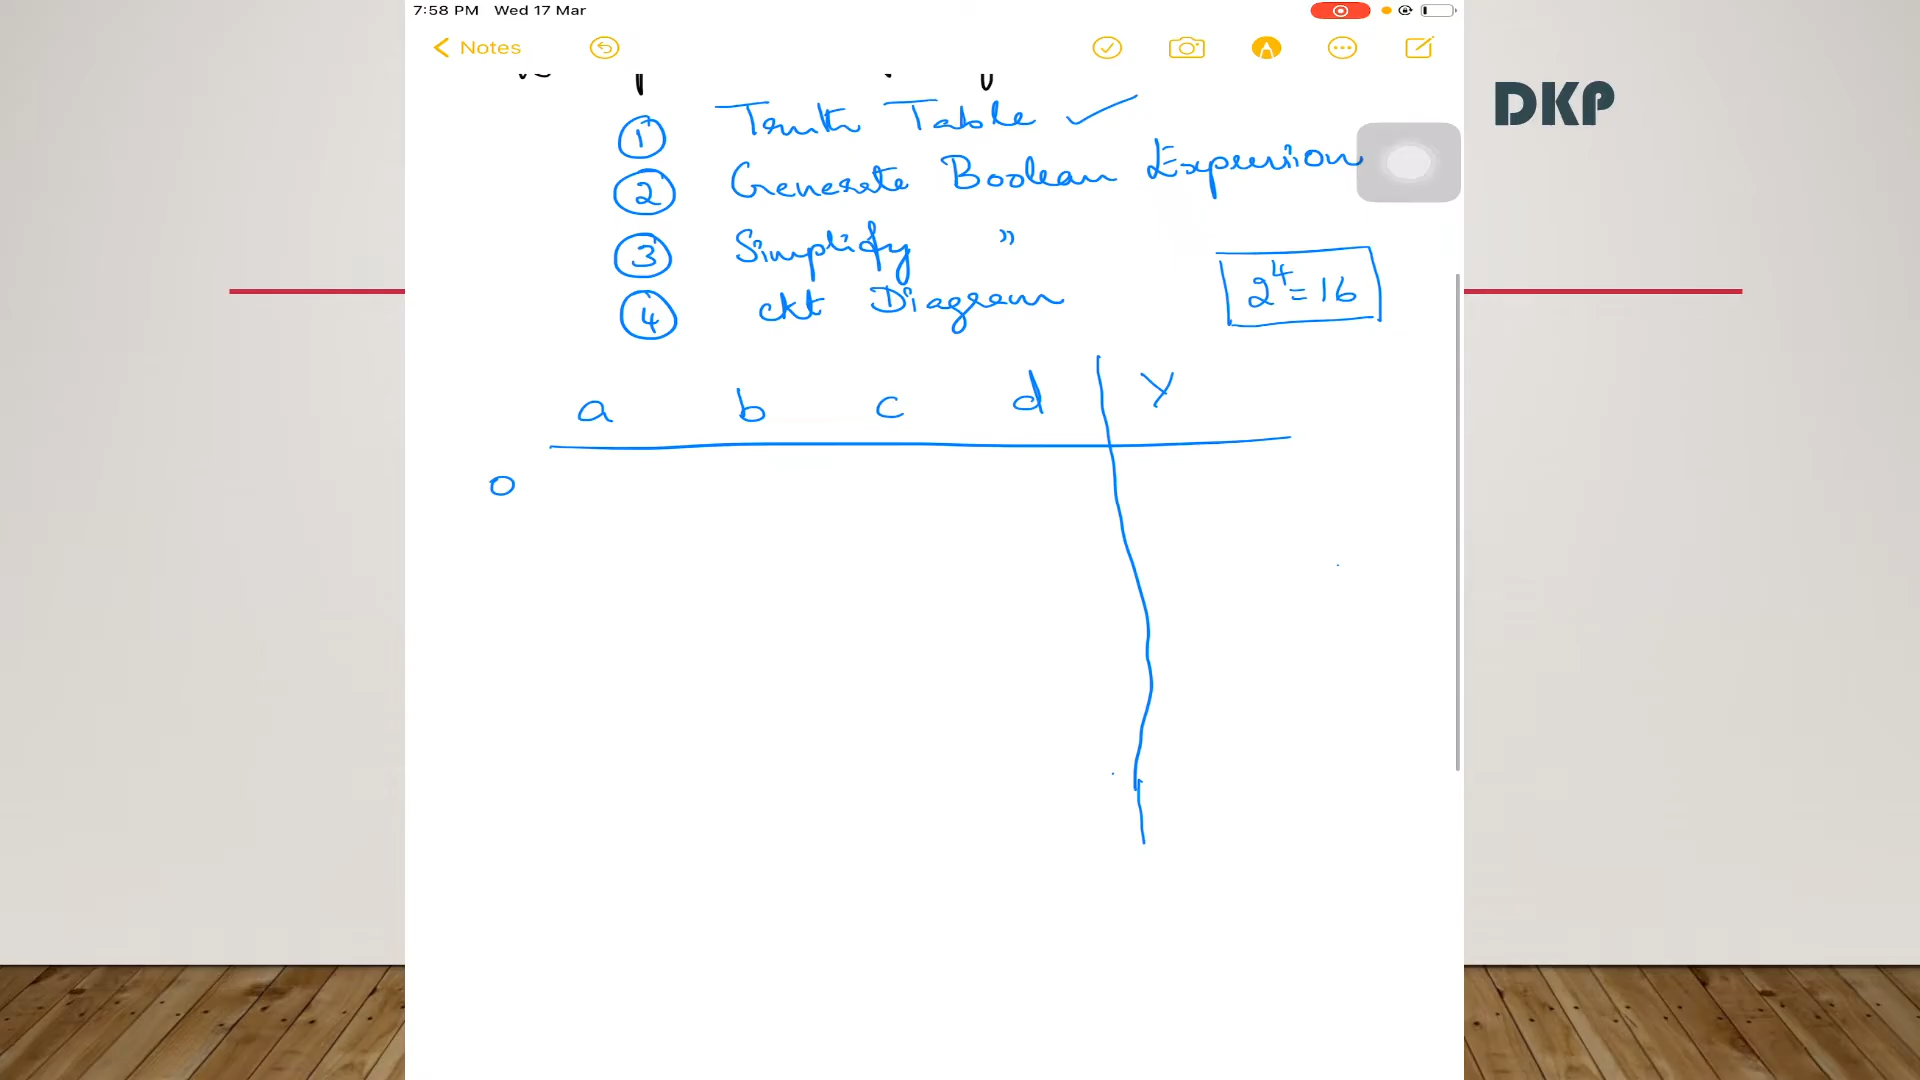 7:58 PM Wed 17 Mar
Notes
DKP
1 Truth Table ✓
2 Generate Boolean Expression
3 Simplify "
4 ckt Diagram
2⁴ = 16
a b c d Y
0